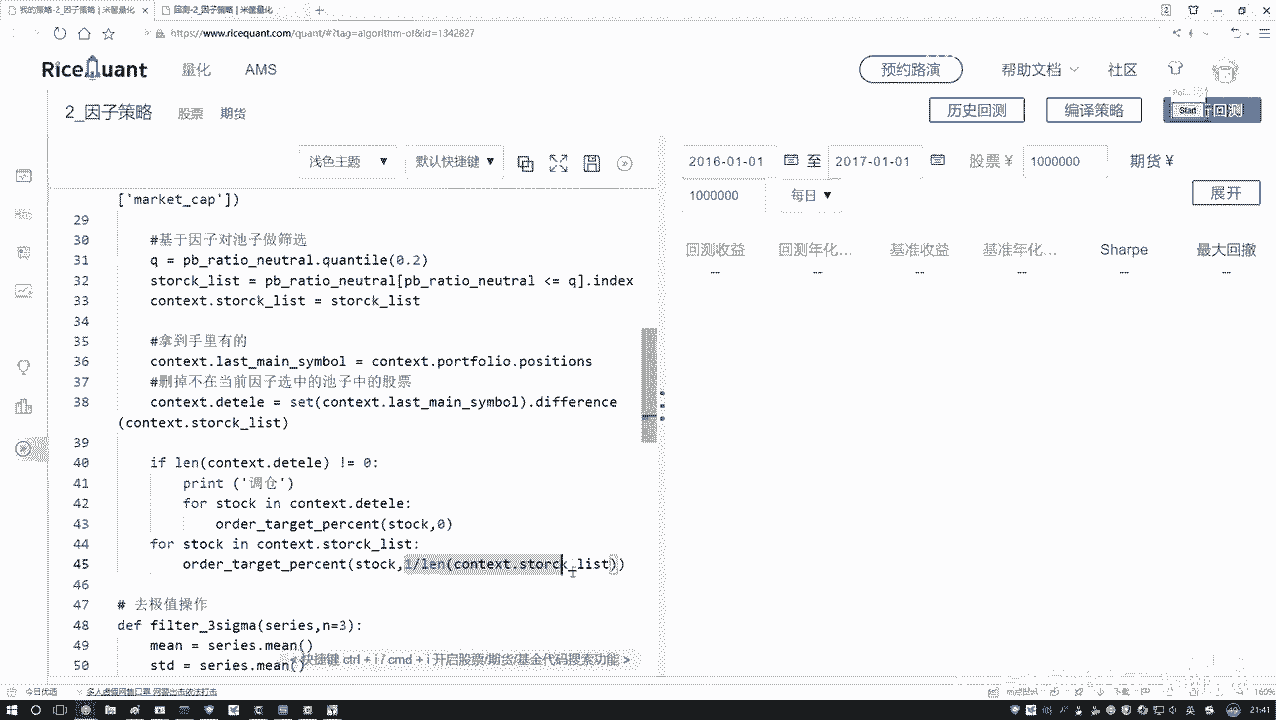 我的策略-2_因子策略 | 米筐量化
回测-2_因子策略 | 米筐量化
https://www.ricequant.com/quant/#?tag=algorithm-of&id=1342827
RiceQuant 量化 AMS 预约路演 帮助文档 社区
2_因子策略 股票 期货 历史回测 编译策略 Start 回测
浅色主题 默认快捷键
2016-01-01 至 2017-01-01 股票 ¥ 1000000 期货 ¥
1000000 每日 展开
回测收益 回测年化... 基准收益 基准年化... Sharpe 最大回撤
-- -- -- -- -- --
['market_cap'])
29
30 #基于因子对池子做筛选
31 q = pb_ratio_neutral.quantile(0.2)
32 storck_list = pb_ratio_neutral[pb_ratio_neutral <= q].index
33 context.storck_list = storck_list
34
35 #拿到手里有的
36 context.last_main_symbol = context.portfolio.positions
37 #删掉不在当前因子选中的池子中的股票
38 context.detele = set(context.last_main_symbol).difference
(context.storck_list)
39
40 if len(context.detele) != 0:
41 print ('调仓')
42 for stock in context.detele:
43 order_target_percent(stock,0)
44 for stock in context.storck_list:
45 order_target_percent(stock,1/len(context.storck_list))
46
47 # 去极值操作
48 def filter_3sigma(series,n=3):
49 mean = series.mean()
50 std = series.mean()
< 快捷键 ctrl + i / cmd + i 开启股票/期货/基金代码搜索功能 >
今日优选
160%
21:41